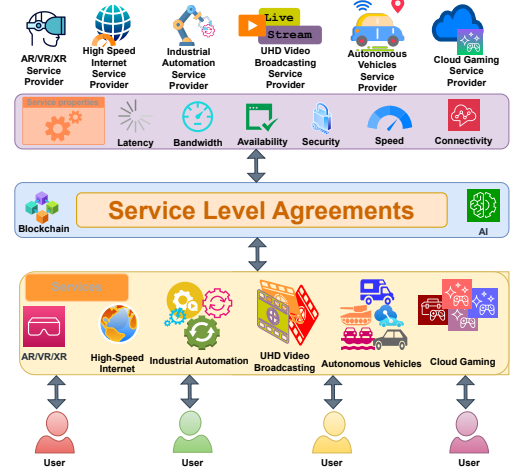 Live
Stream
AR/VR/XR
Service
Provider
High Speed
Internet
Service
Provider
Industrial
Automation
Service
Provider
UHD Video
Broadcasting
Service
Provider
Autonomous
Vehicles
Service
Provider
Cloud Gaming
Service
Provider
Service properties
Latency
Bandwidth
Availability
Security
Speed
Connectivity
Blockchain
Service Level Agreements
AI
Services
AR/VR/XR
High-Speed
Internet
Industrial Automation
UHD Video
Broadcasting
Autonomous Vehicles
Cloud Gaming
User
User
User
User